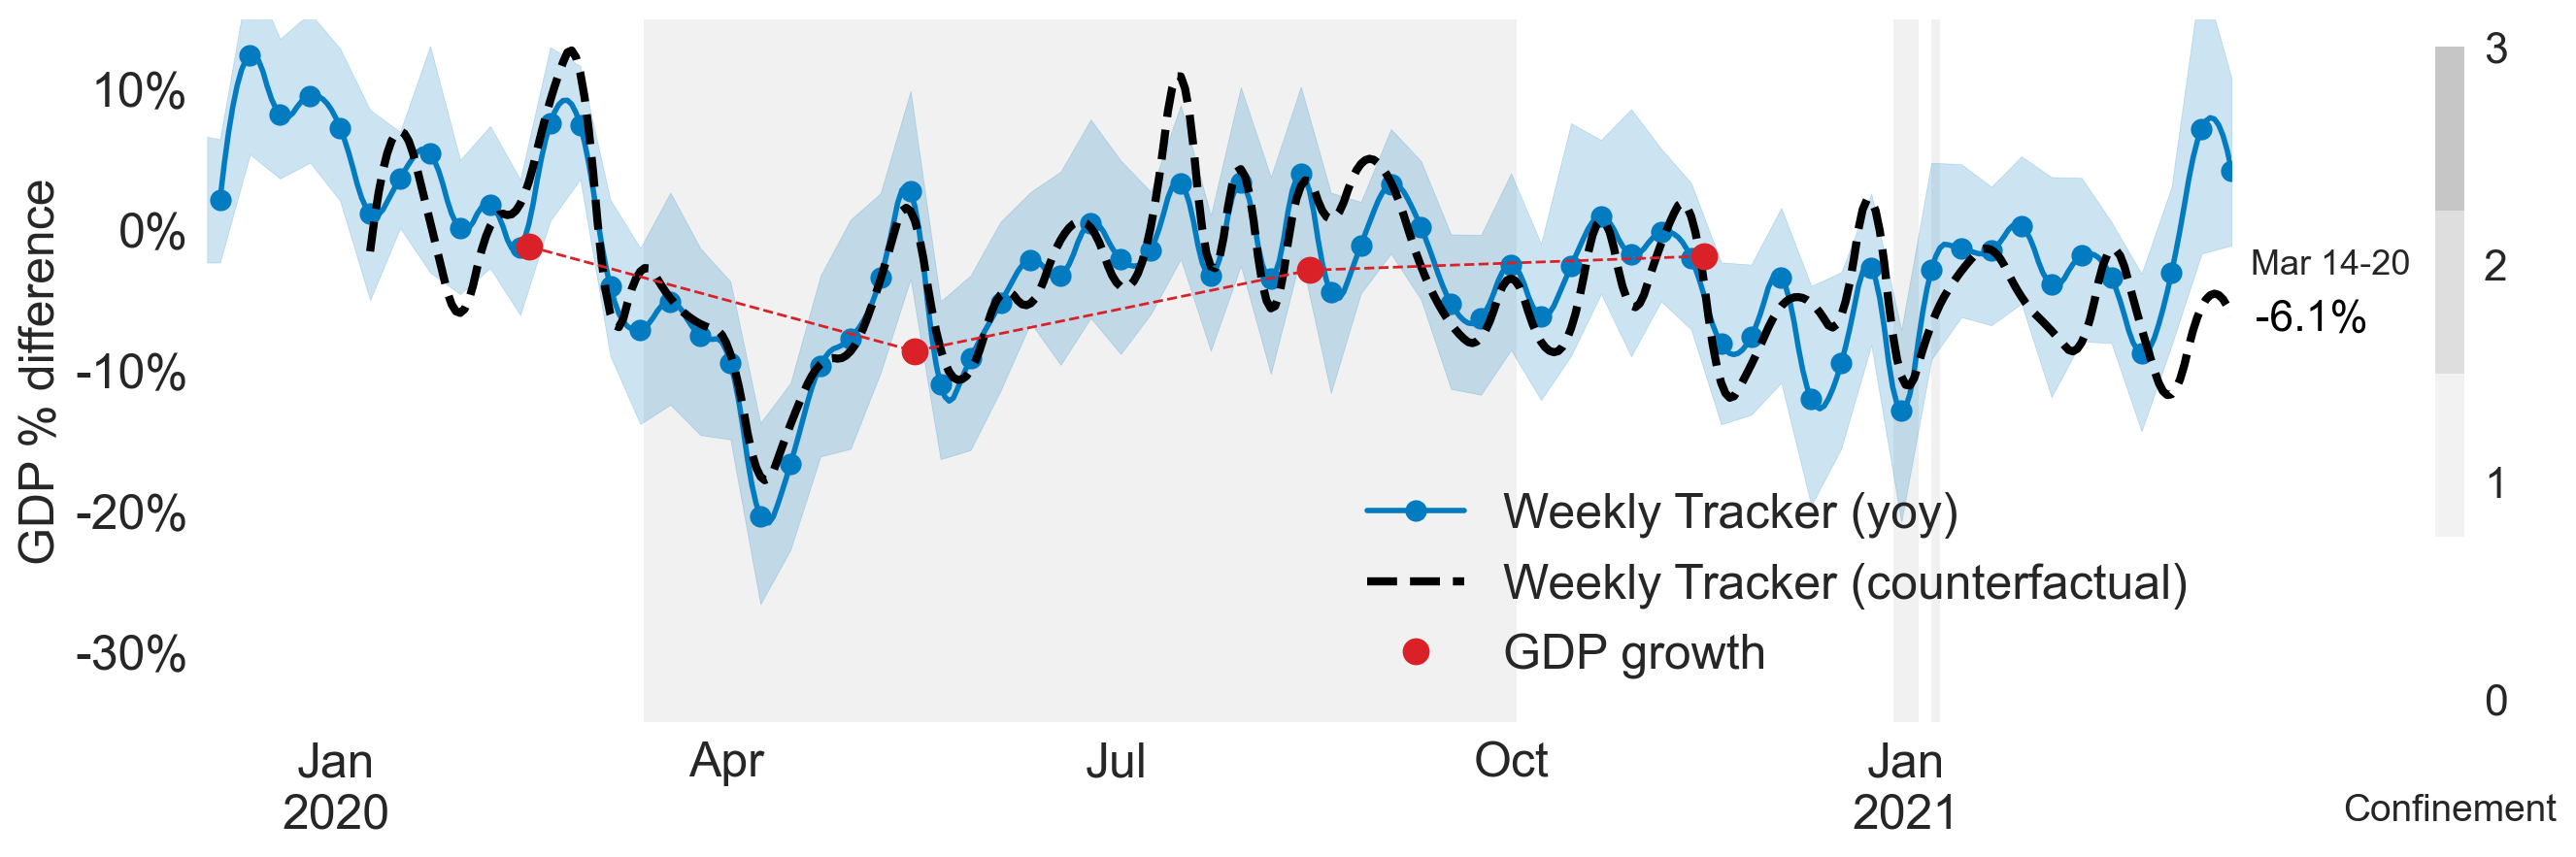 GDP % difference
10%
0%
-10%
-20%
-30%
Weekly Tracker (yoy)
Weekly Tracker (counterfactual)
GDP growth
Jan
2020
Apr
Jul
Oct
Jan
2021
Mar 14-20
-6.1%
3
2
1
0
Confinement